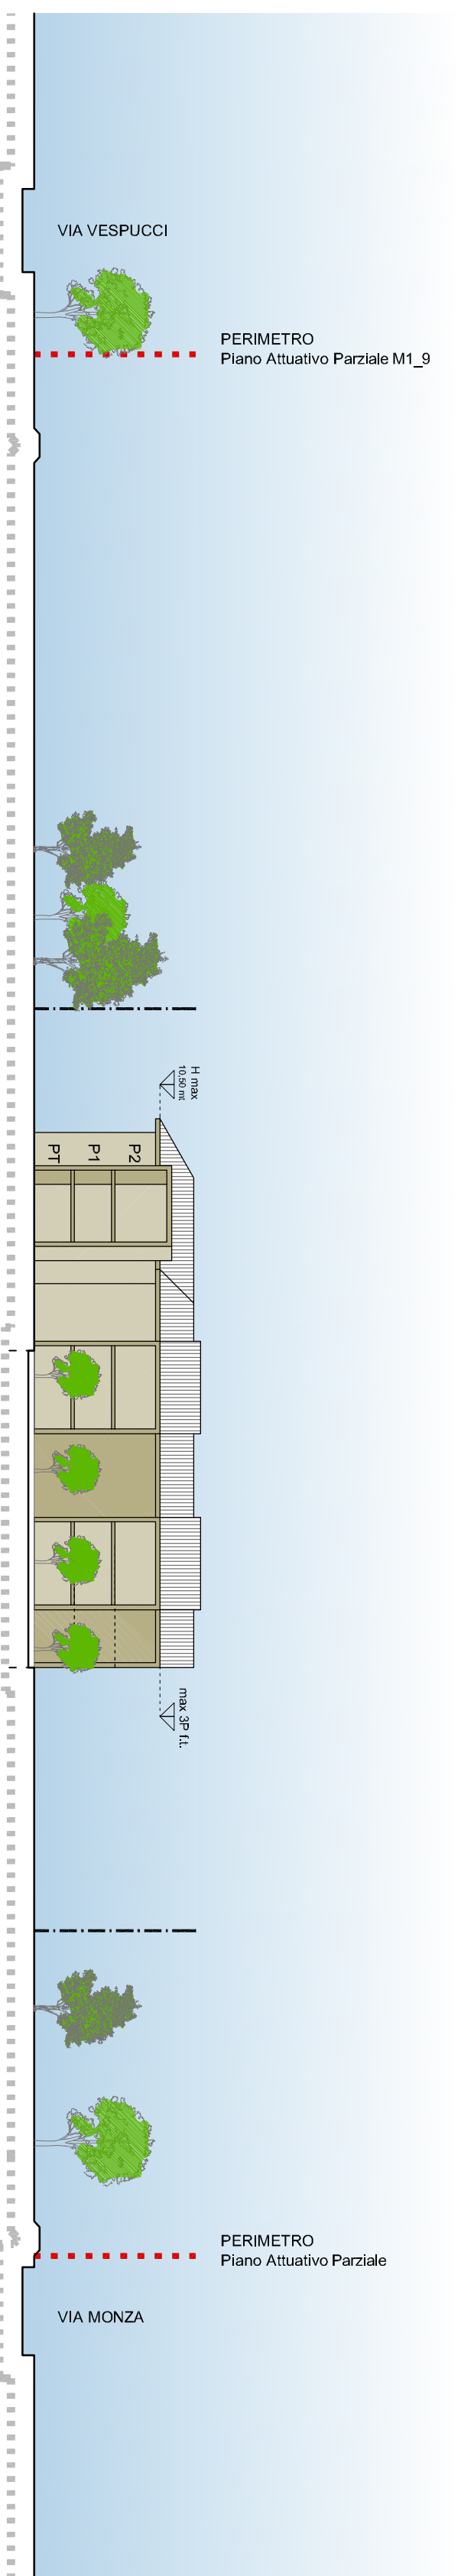 VIA VESPUCCI
PERIMETRO
Piano Attuativo Parziale M1_9
H max
10,50 mt
PT
P1
P2
max 3P f.t.
PERIMETRO
Piano Attuativo Parziale
VIA MONZA